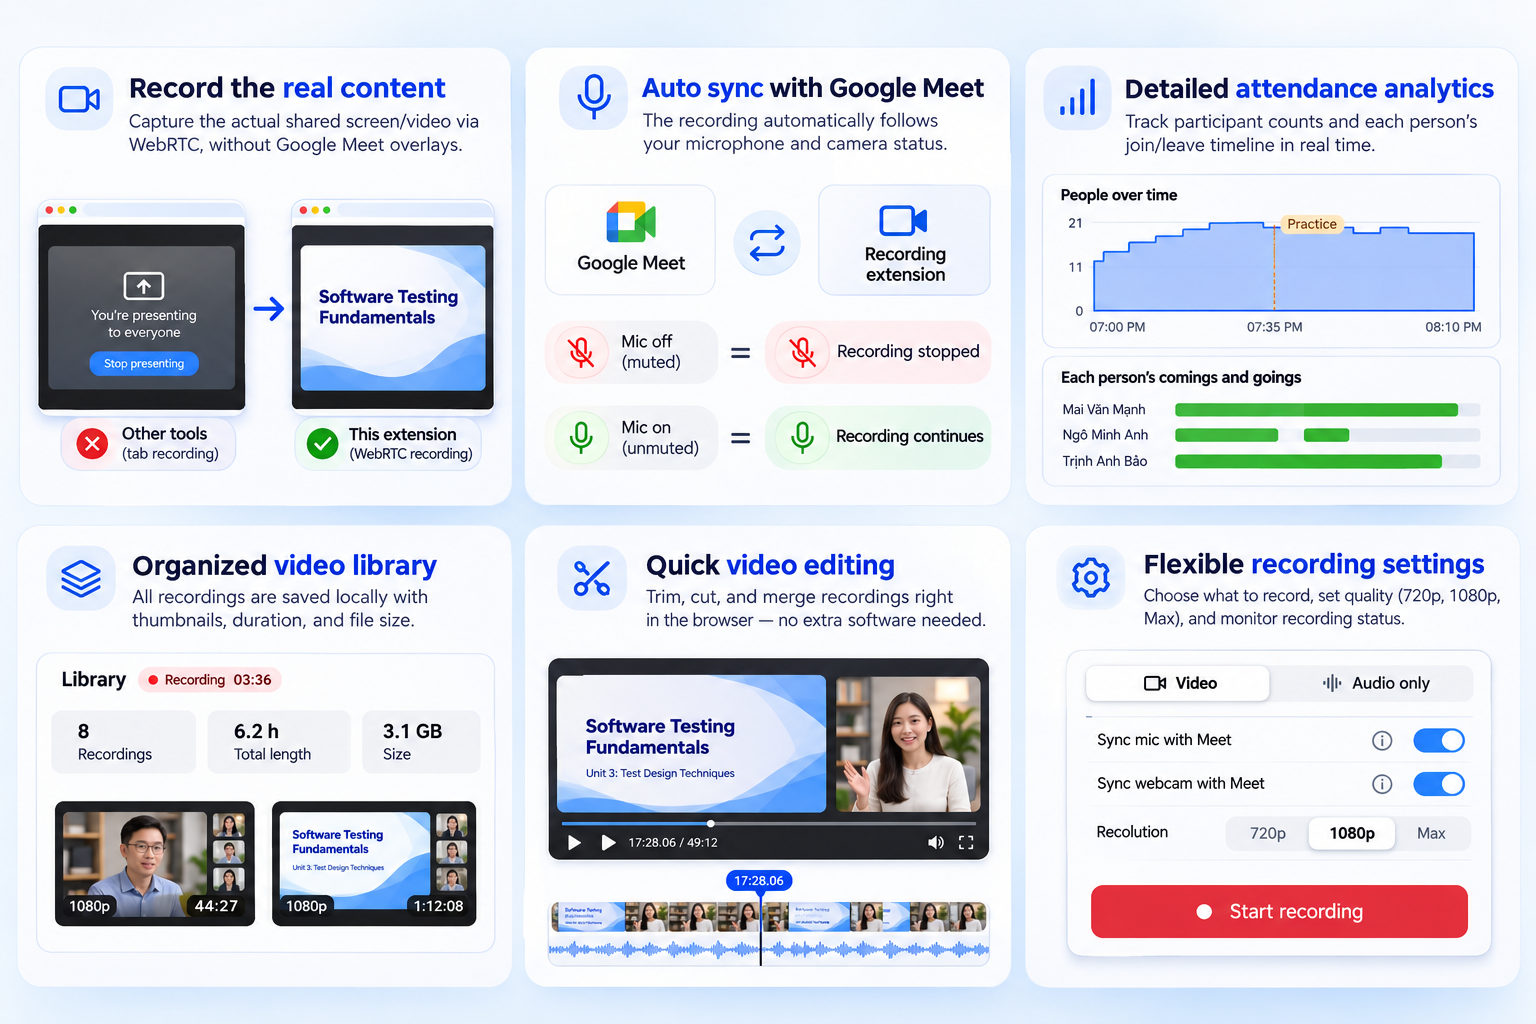 Record the real content
Capture the actual shared screen/video via
WebRTC, without Google Meet overlays.
You're presenting
to everyone
Stop presenting
Software Testing
Fundamentals
Other tools
(tab recording)
This extension
(WebRTC recording)
Auto sync with Google Meet
The recording automatically follows
your microphone and camera status.
Google Meet
Recording
extension
Mic off
(muted)
=
Recording stopped
Mic on
(unmuted)
=
Recording continues
Detailed attendance analytics
Track participant counts and each person's
join/leave timeline in real time.
People over time
21
Practice
11
0
07:00 PM
07:35 PM
08:10 PM
Each person's comings and goings
Mai Văn Mạnh
Ngô Minh Anh
Trịnh Anh Bảo
Organized video library
All recordings are saved locally with
thumbnails, duration, and file size.
Library
Recording 03:36
8
Recordings
6.2 h
Total length
3.1 GB
Size
1080p
44:27
Software Testing
Fundamentals
Unit 3: Test Design Techniques
1080p
1:12:08
Quick video editing
Trim, cut, and merge recordings right
in the browser — no extra software needed.
Software Testing
Fundamentals
Unit 3: Test Design Techniques
17:28.06 / 49:12
17:28.06
Flexible recording settings
Choose what to record, set quality (720p, 1080p,
Max), and monitor recording status.
Video
Audio only
Sync mic with Meet
Sync webcam with Meet
Recolution
720p
1080p
Max
Start recording